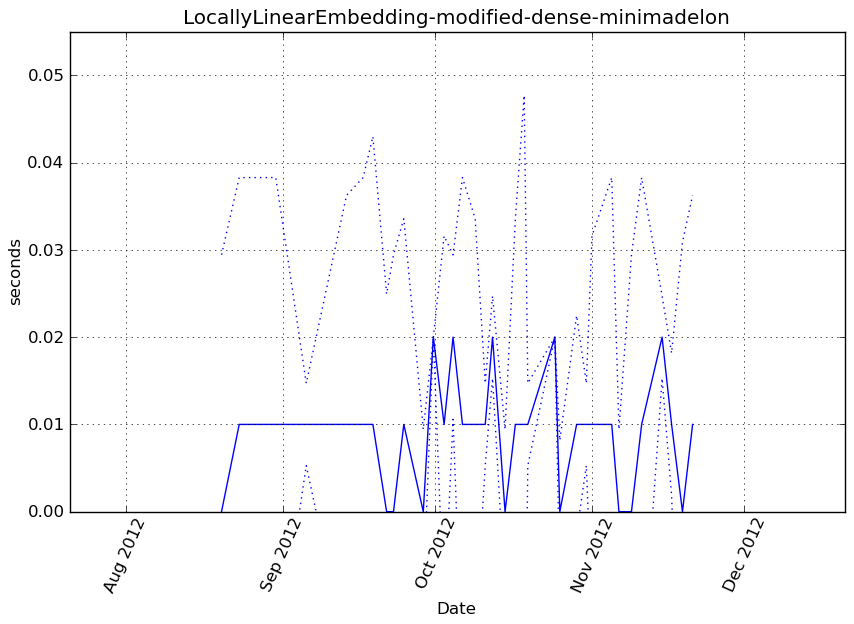 LocallyLinearEmbedding-modified-dense-minimadelon
0.05
0.04
0.03
0.02
0.01
0.00
seconds
Aug 2012
Sep 2012
Oct 2012
Nov 2012
Dec 2012
Date